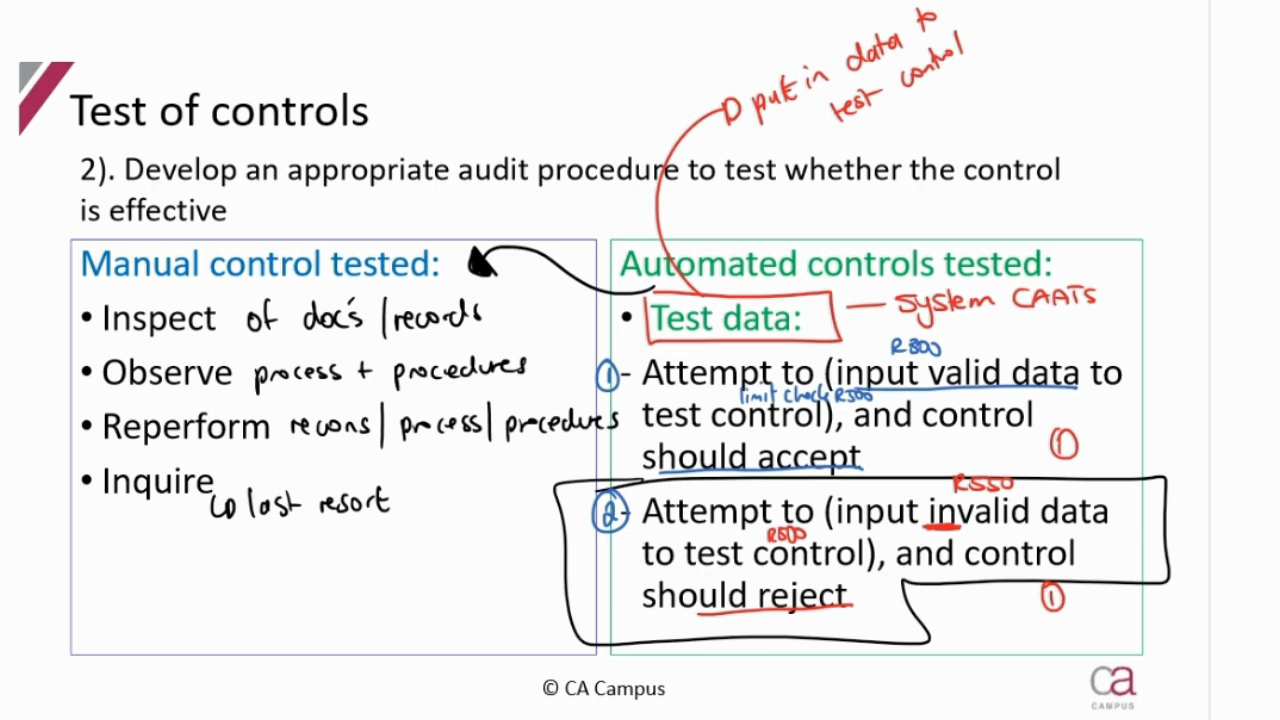 D put in data to
test control
Test of controls
2). Develop an appropriate audit procedure to test whether the control
is effective
Manual control tested:
• Inspect of doc's / records
• Observe process + procedures
• Reperform recons / process / procedures
• Inquire
last resort
Automated controls tested:
• Test data: — System CAATS
R300
① - Attempt to (input valid data to
limit check R500
test control), and control
should accept ①
R550
② - Attempt to (input invalid data
R500
to test control), and control
should reject ①
© CA Campus
ca
CAMPUS